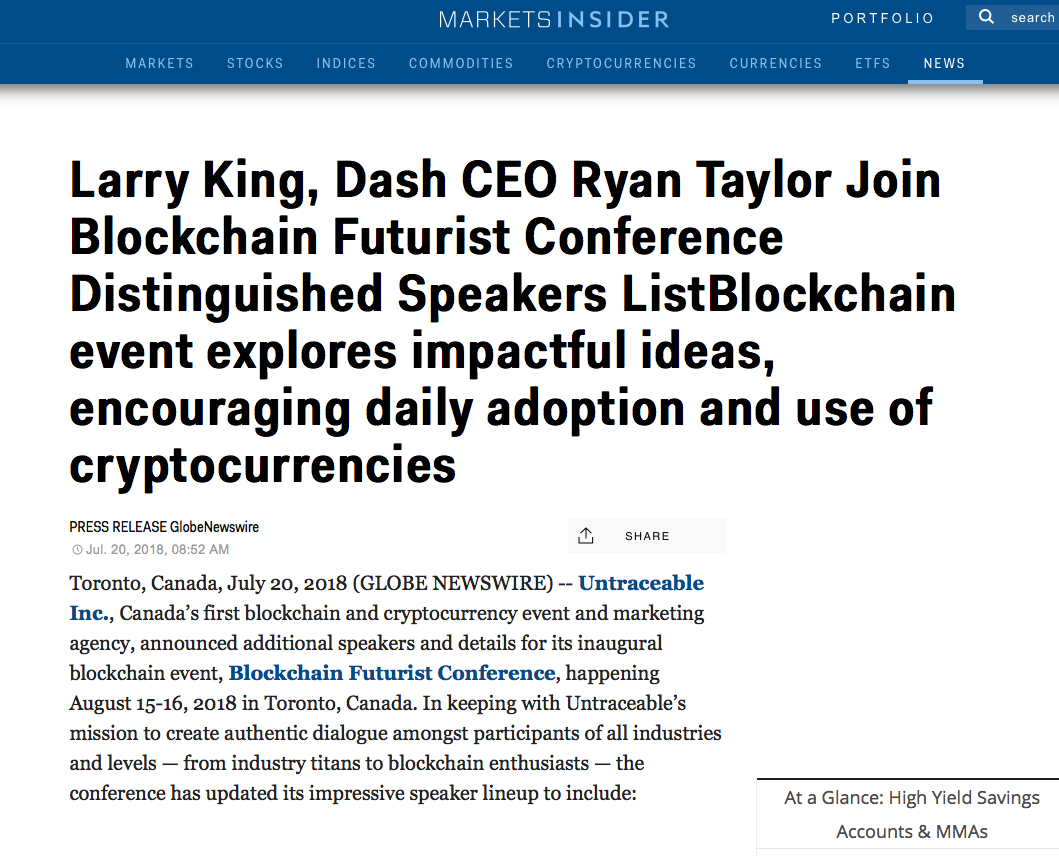 MARKETS INSIDER
PORTFOLIO
search
MARKETS STOCKS INDICES COMMODITIES CRYPTOCURRENCIES CURRENCIES ETFS NEWS
Larry King, Dash CEO Ryan Taylor Join
Blockchain Futurist Conference
Distinguished Speakers ListBlockchain
event explores impactful ideas,
encouraging daily adoption and use of
cryptocurrencies
PRESS RELEASE GlobeNewswire
Jul. 20, 2018, 08:52 AM
SHARE
Toronto, Canada, July 20, 2018 (GLOBE NEWSWIRE) -- Untraceable
Inc., Canada’s first blockchain and cryptocurrency event and marketing
agency, announced additional speakers and details for its inaugural
blockchain event, Blockchain Futurist Conference, happening
August 15-16, 2018 in Toronto, Canada. In keeping with Untraceable’s
mission to create authentic dialogue amongst participants of all industries
and levels — from industry titans to blockchain enthusiasts — the
conference has updated its impressive speaker lineup to include:
At a Glance: High Yield Savings
Accounts & MMAs